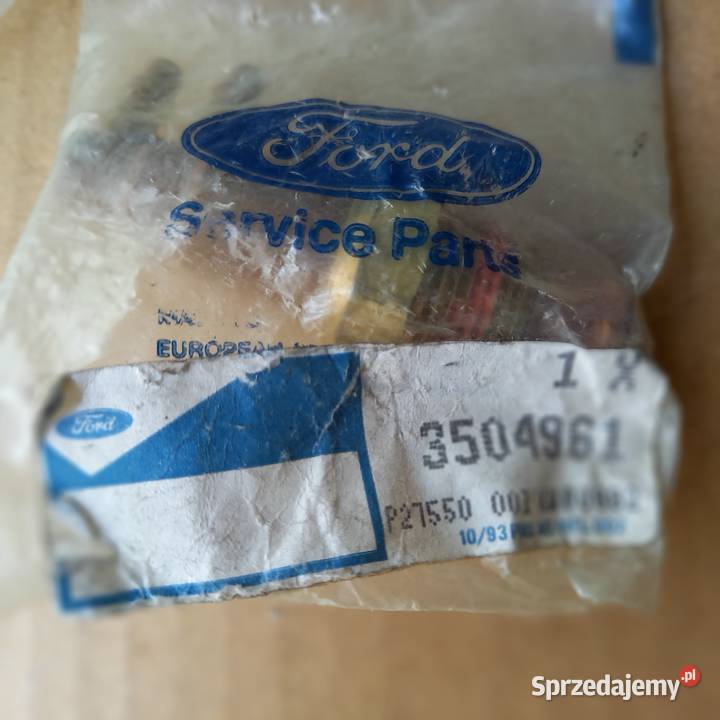 Ford
Service Parts
EUROPEAN
Ford
1 X
3504961
P27550
10/93
Sprzedajemy.pl